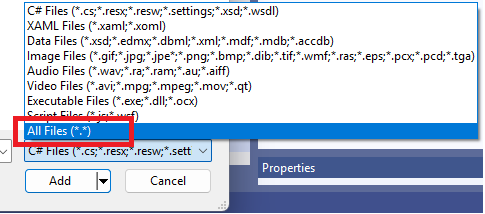 C# Files (*.cs;*.resx;*.resw;*.settings;*.xsd;*.wsdl)
XAML Files (*.xaml;*.xoml)
Data Files (*.xsd;*.edmx;*.dbml;*.xml;*.mdf;*.mdb;*.accdb)
Image Files (*.gif;*.jpg;*.jpe*;*.png;*.bmp;*.dib;*.tif;*.wmf;*.ras;*.eps;*.pcx;*.pcd;*.tga)
Audio Files (*.wav;*.ra;*.ram;*.au;*.aiff)
Video Files (*.avi;*.mpg;*.mpeg;*.mov;*.qt)
Executable Files (*.exe;*.dll;*.ocx)
Script Files (*.js;*.wsf)
All Files (*.*)
C# Files (*.cs;*.resx;*.resw;*.sett
Properties
Add
Cancel